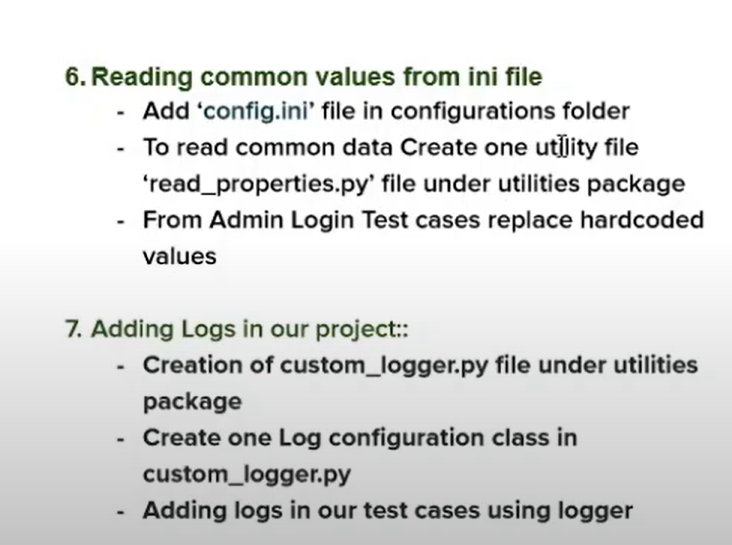 6. Reading common values from ini file
- Add ‘config.ini’ file in configurations folder
- To read common data Create one utility file
‘read_properties.py’ file under utilities package
- From Admin Login Test cases replace hardcoded
values
7. Adding Logs in our project::
- Creation of custom_logger.py file under utilities
package
- Create one Log configuration class in
custom_logger.py
- Adding logs in our test cases using logger